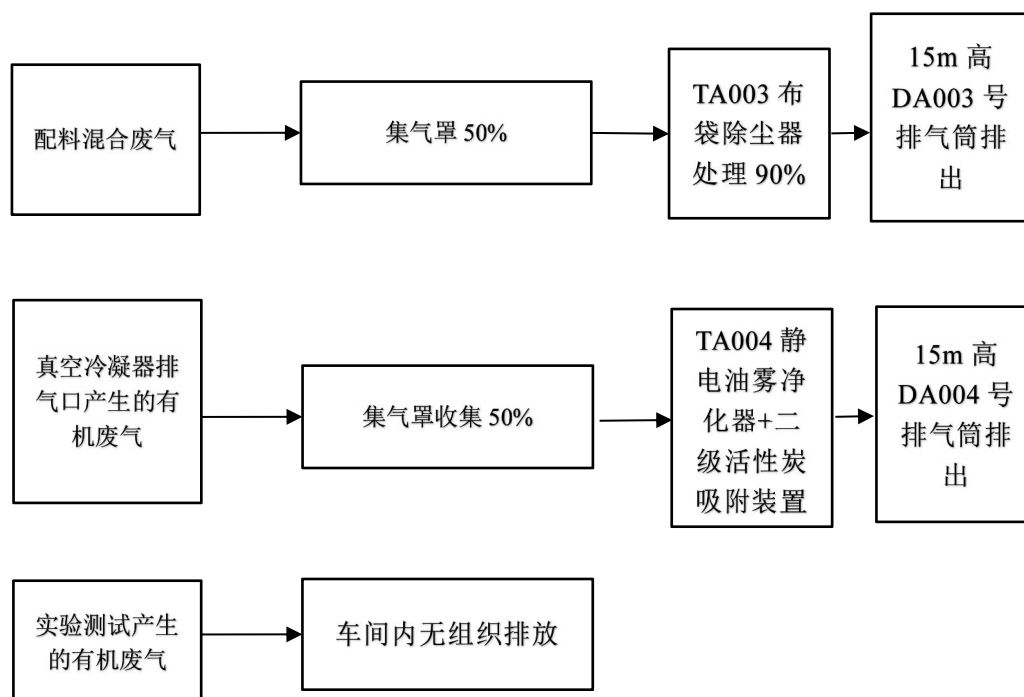 配料混合废气
集气罩 50%
TA003 布
袋除尘器
处理 90%
15m 高
DA003 号
排气筒排
出
真空冷凝器排
气口产生的有
机废气
集气罩收集 50%
TA004 静
电油雾净
化器+二
级活性炭
吸附装置
15m 高
DA004 号
排气筒排
出
实验测试产生
的有机废气
车间内无组织排放